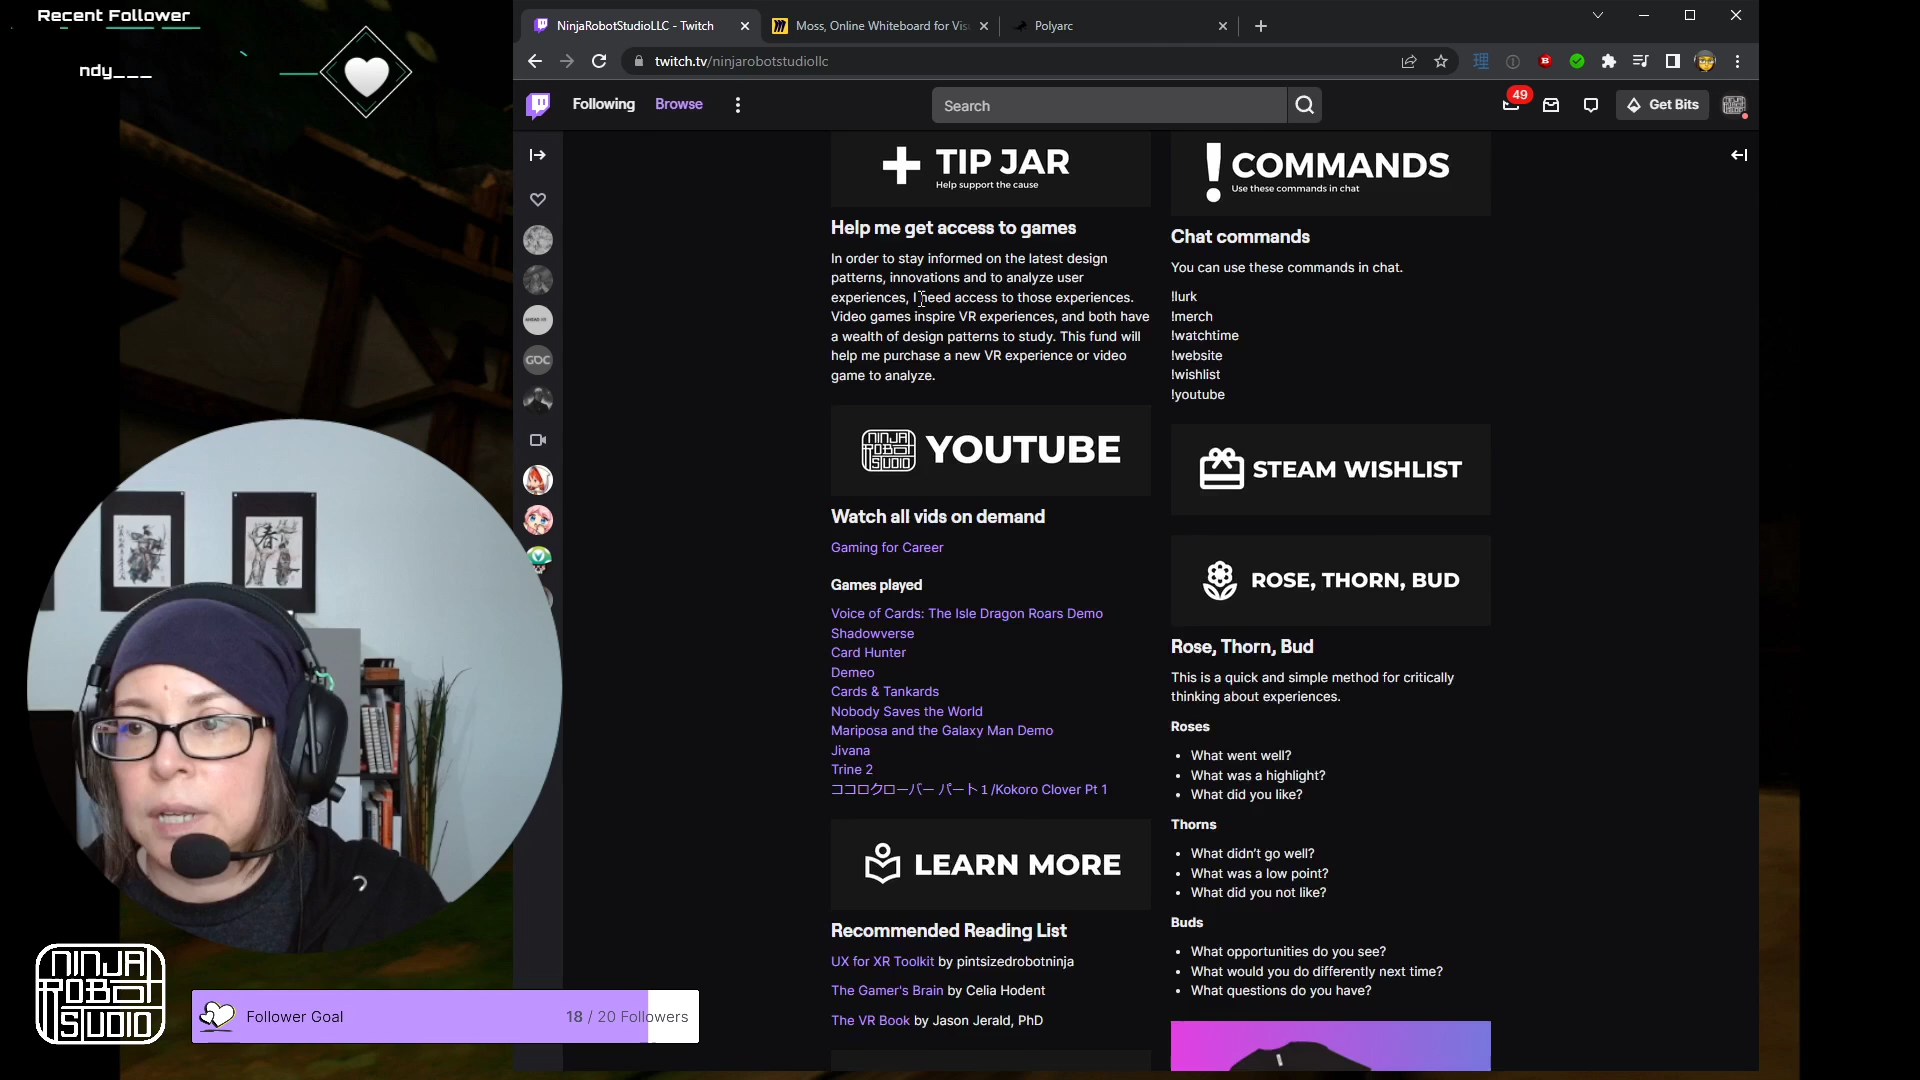 Recent Follower
ndy___
NinjaRobotStudioLLC - Twitch
Moss, Online Whiteboard for Vis
Polyarc
twitch.tv/ninjarobotstudiollc
Following
Browse
Search
49
Get Bits
TIP JAR
Help support the cause
Help me get access to games
In order to stay informed on the latest design
patterns, innovations and to analyze user
experiences, I need access to those experiences.
Video games inspire VR experiences, and both have
a wealth of design patterns to study. This fund will
help me purchase a new VR experience or video
game to analyze.
NINJA
ROBOT
STUDIO
YOUTUBE
Watch all vids on demand
Gaming for Career
Games played
Voice of Cards: The Isle Dragon Roars Demo
Shadowverse
Card Hunter
Demeo
Cards & Tankards
Nobody Saves the World
Mariposa and the Galaxy Man Demo
Jivana
Trine 2
ココロクローバー パート１/Kokoro Clover Pt 1
LEARN MORE
Recommended Reading List
UX for XR Toolkit by pintsizedrobotninja
The Gamer's Brain by Celia Hodent
The VR Book by Jason Jerald, PhD
! COMMANDS
Use these commands in chat
Chat commands
You can use these commands in chat.
!lurk
!merch
!watchtime
!website
!wishlist
!youtube
STEAM WISHLIST
ROSE, THORN, BUD
Rose, Thorn, Bud
This is a quick and simple method for critically
thinking about experiences.
Roses
• What went well?
• What was a highlight?
• What did you like?
Thorns
• What didn't go well?
• What was a low point?
• What did you not like?
Buds
• What opportunities do you see?
• What would you do differently next time?
• What questions do you have?
GDC
春
NINJA
ROBOT
STUDIO
Follower Goal
18 / 20 Followers